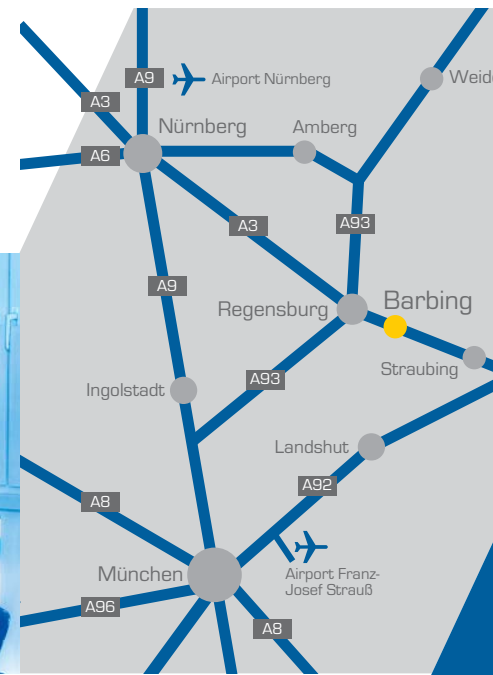 A9
Airport Nürnberg
A3
Nürnberg
Amberg
A6
A3
A93
A9
Regensburg
Barbing
Straubing
A93
Ingolstadt
Landshut
A92
A8
München
Airport Franz-
Josef Strauß
A96
A8